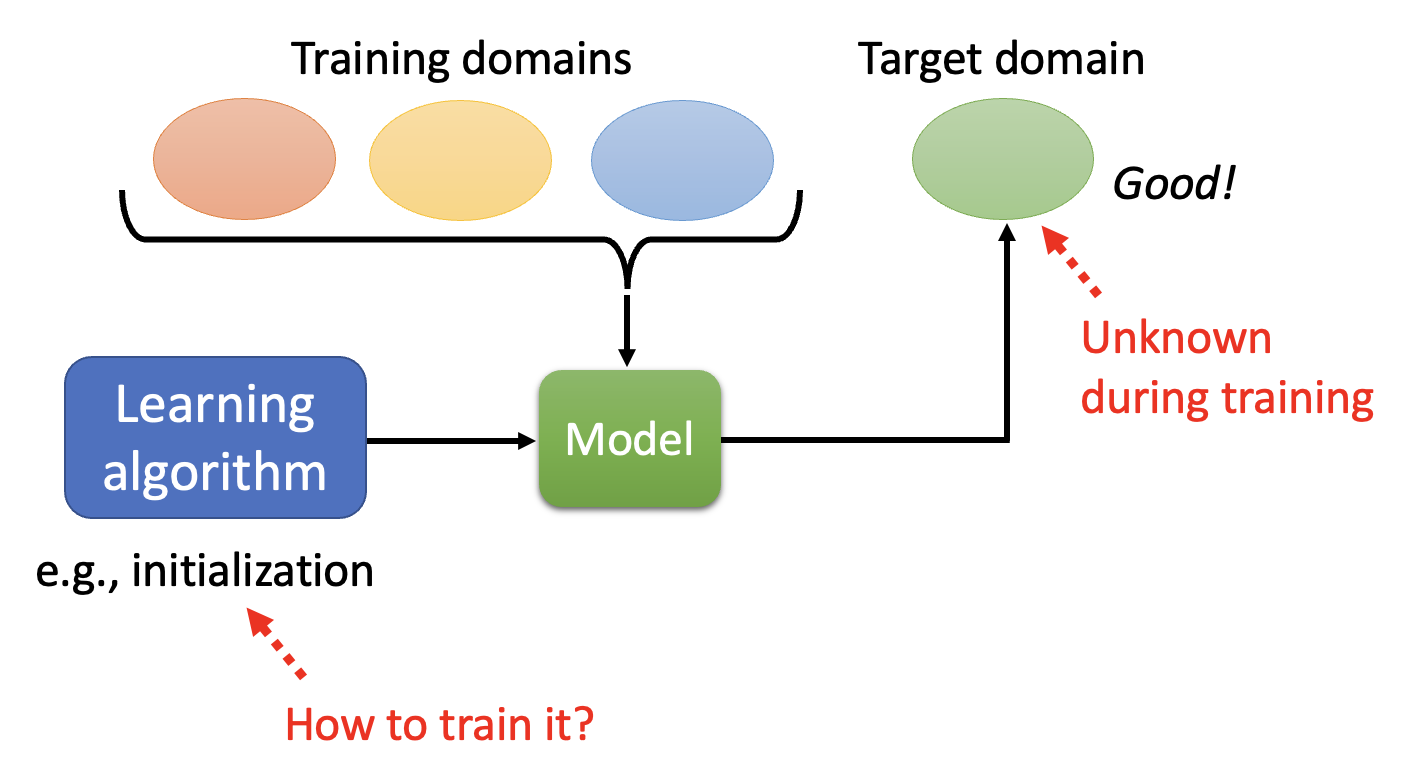 Training domains
Target domain
Good!
Unknown
during training
Learning
algorithm
Model
e.g., initialization
How to train it?